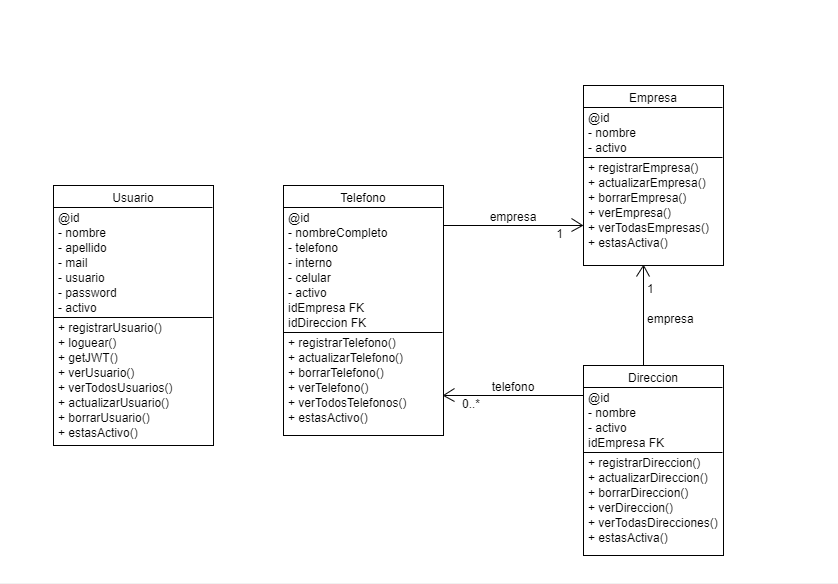 Empresa
@id
- nombre
- activo
+ registrarEmpresa()
+ actualizarEmpresa()
+ borrarEmpresa()
+ verEmpresa()
+ verTodasEmpresas()
+ estasActiva()
Usuario
@id
- nombre
- apellido
- mail
- usuario
- password
- activo
+ registrarUsuario()
+ loguear()
+ getJWT()
+ verUsuario()
+ verTodosUsuarios()
+ actualizarUsuario()
+ borrarUsuario()
+ estasActivo()
Telefono
@id
- nombreCompleto
- telefono
- interno
- celular
- activo
idEmpresa FK
idDireccion FK
+ registrarTelefono()
+ actualizarTelefono()
+ borrarTelefono()
+ verTelefono()
+ verTodosTelefonos()
+ estasActivo()
empresa
1
1
empresa
telefono
0..*
Direccion
@id
- nombre
- activo
idEmpresa FK
+ registrarDireccion()
+ actualizarDireccion()
+ borrarDireccion()
+ verDireccion()
+ verTodasDirecciones()
+ estasActiva()